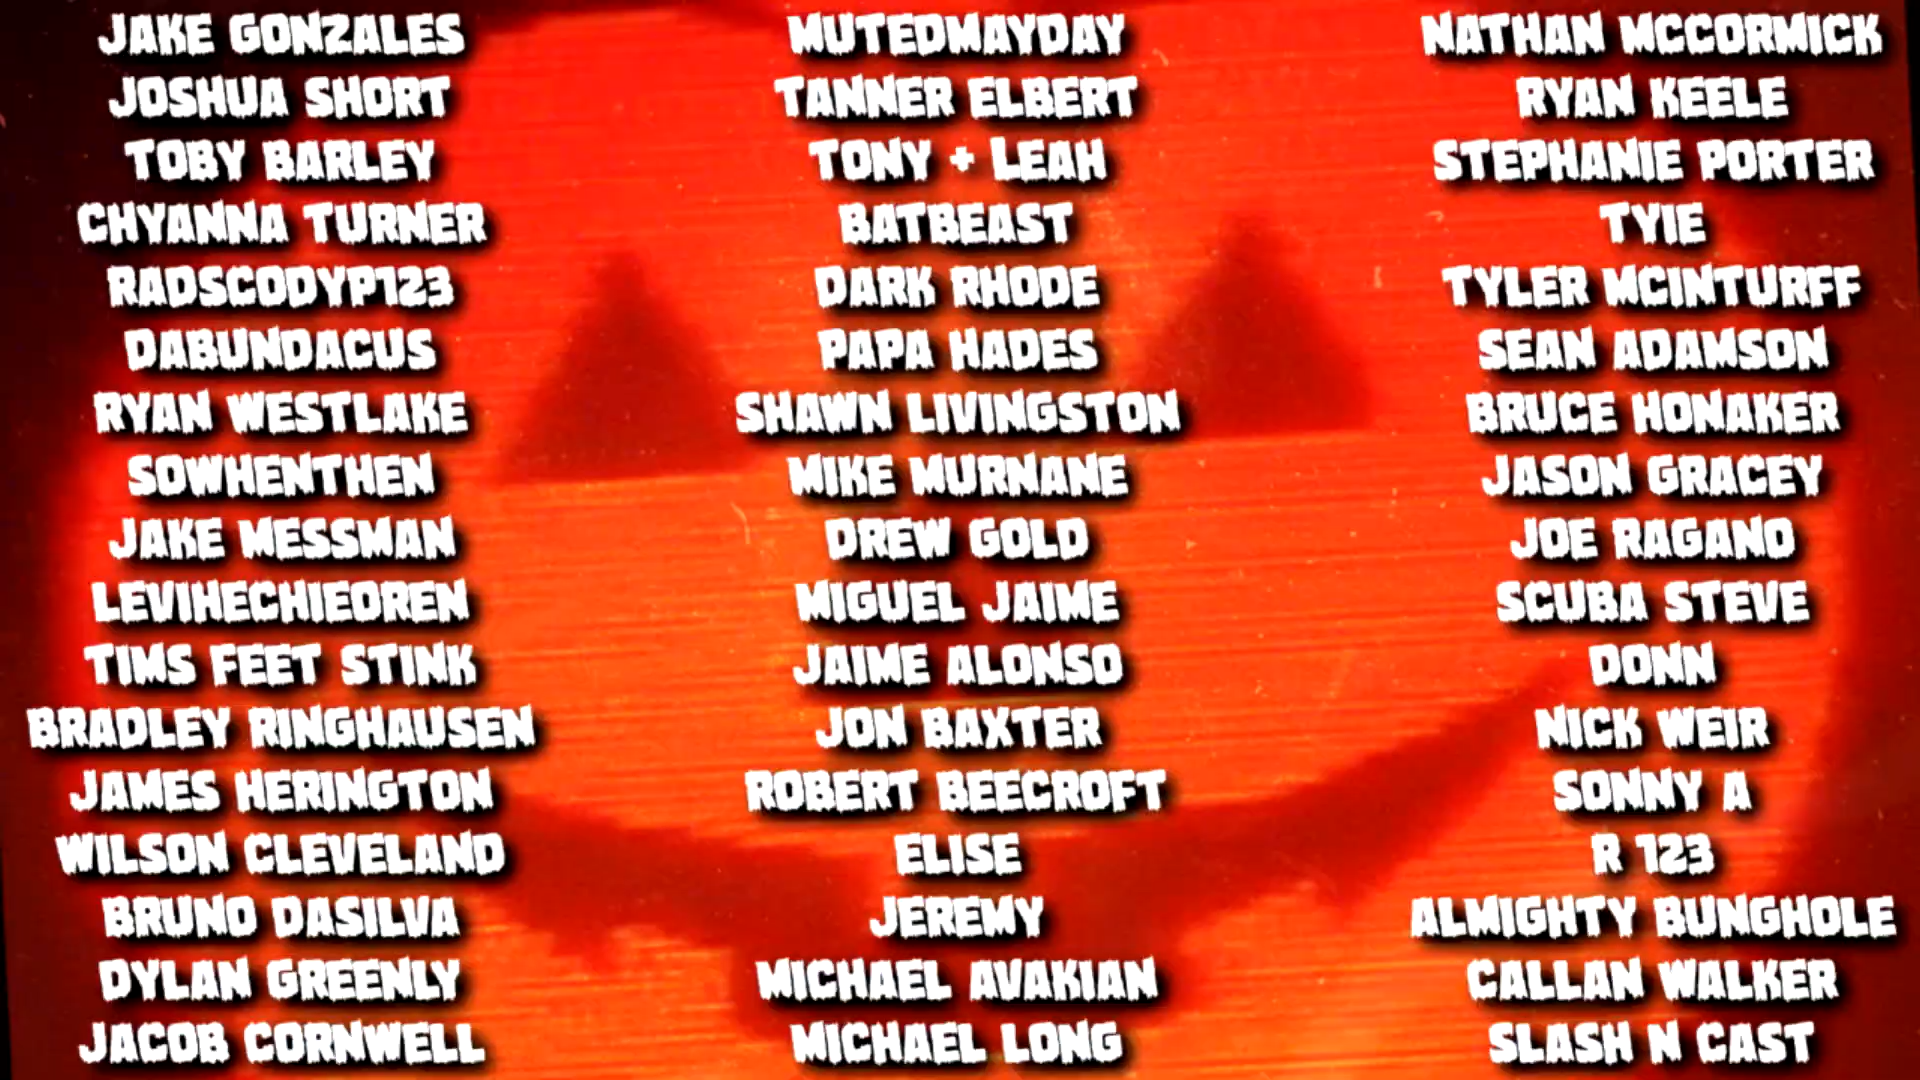 JAKE GONZALES
JOSHUA SHORT
TOBY BARLEY
CHYANNA TURNER
RADSCODYP123
DABUNDACUS
RYAN WESTLAKE
SOWHENTHEN
JAKE MESSMAN
LEVIHECHIEOREN
TIMS FEET STINK
BRADLEY RINGHAUSEN
JAMES HERINGTON
WILSON CLEVELAND
BRUNO DASILVA
DYLAN GREENLY
JACOB CORNWELL
MUTEDMAYDAY
TANNER ELBERT
TONY + LEAH
BATBEAST
DARK RHODE
PAPA HADES
SHAWN LIVINGSTON
MIKE MURNANE
DREW GOLD
MIGUEL JAIME
JAIME ALONSO
JON BAXTER
ROBERT BEECROFT
ELISE
JEREMY
MICHAEL AVAKIAN
MICHAEL LONG
NATHAN MCCORMICK
RYAN KEELE
STEPHANIE PORTER
TYIE
TYLER MCINTURFF
SEAN ADAMSON
BRUCE HONAKER
JASON GRACEY
JOE RAGANO
SCUBA STEVE
DONN
NICK WEIR
SONNY A
R 123
ALMIGHTY BUNGHOLE
CALLAN WALKER
SLASH N CAST